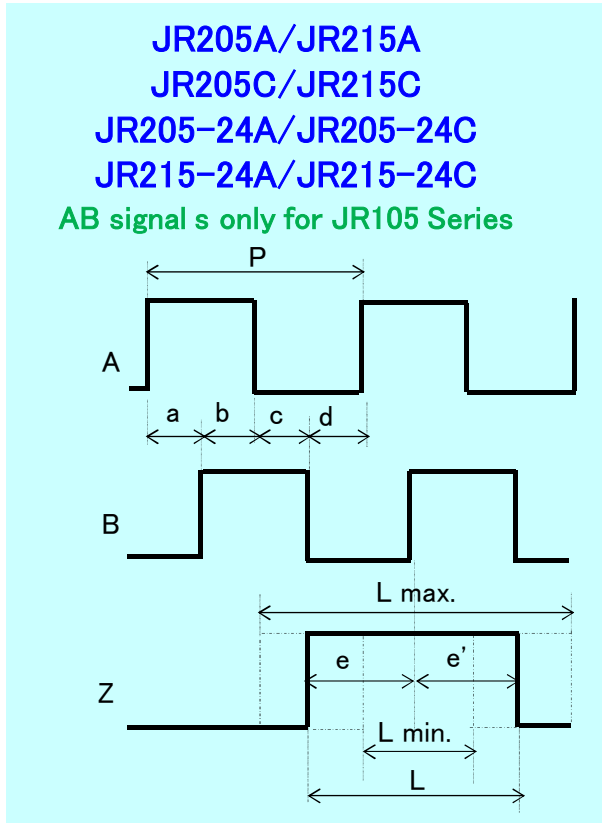 JR205A/JR215A
JR205C/JR215C
JR205-24A/JR205-24C
JR215-24A/JR215-24C
AB signal s only for JR105 Series
P
A
a b c d
B
L max.
e e’
Z
L min.
L